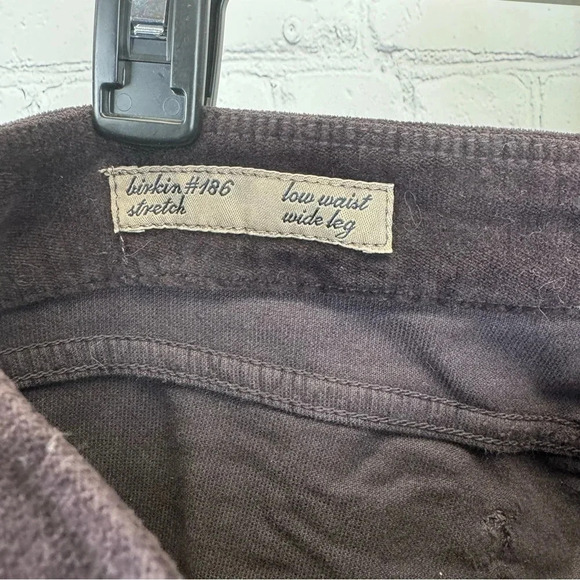 birkin#186 low waist
stretch wide leg